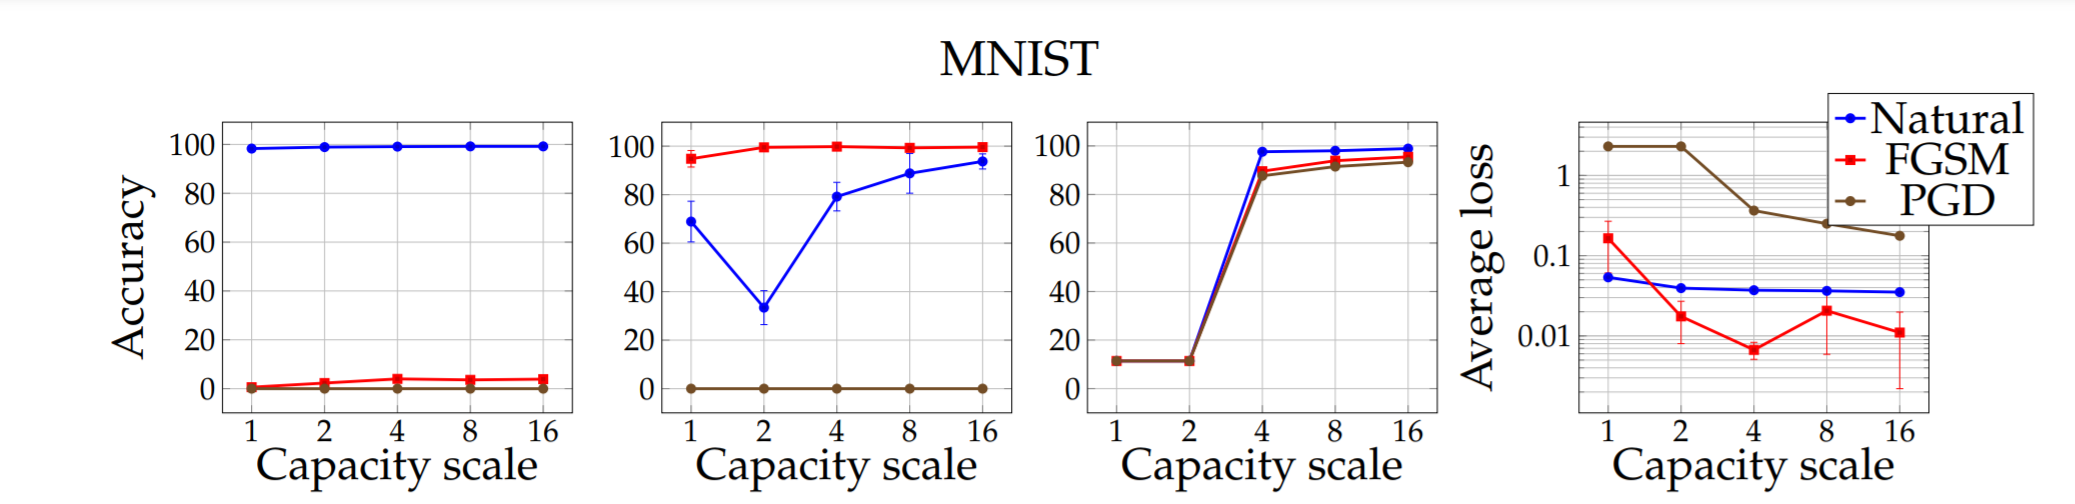 MNIST
Accuracy
100
80
60
40
20
0
1 2 4 8 16
Capacity scale
100
80
60
40
20
0
1 2 4 8 16
Capacity scale
100
80
60
40
20
0
1 2 4 8 16
Capacity scale
Average loss
1
0.1
0.01
1 2 4 8 16
Capacity scale
Natural
FGSM
PGD